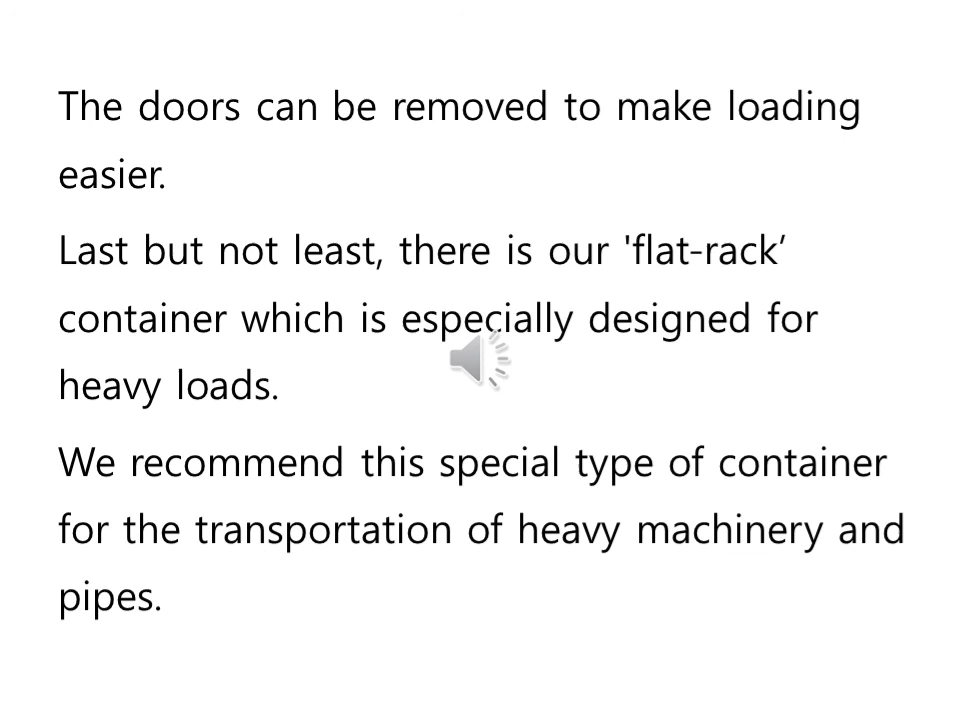 The doors can be removed to make loading
easier.
Last but not least, there is our 'flat-rack’
container which is especially designed for
heavy loads.
We recommend this special type of container
for the transportation of heavy machinery and
pipes.